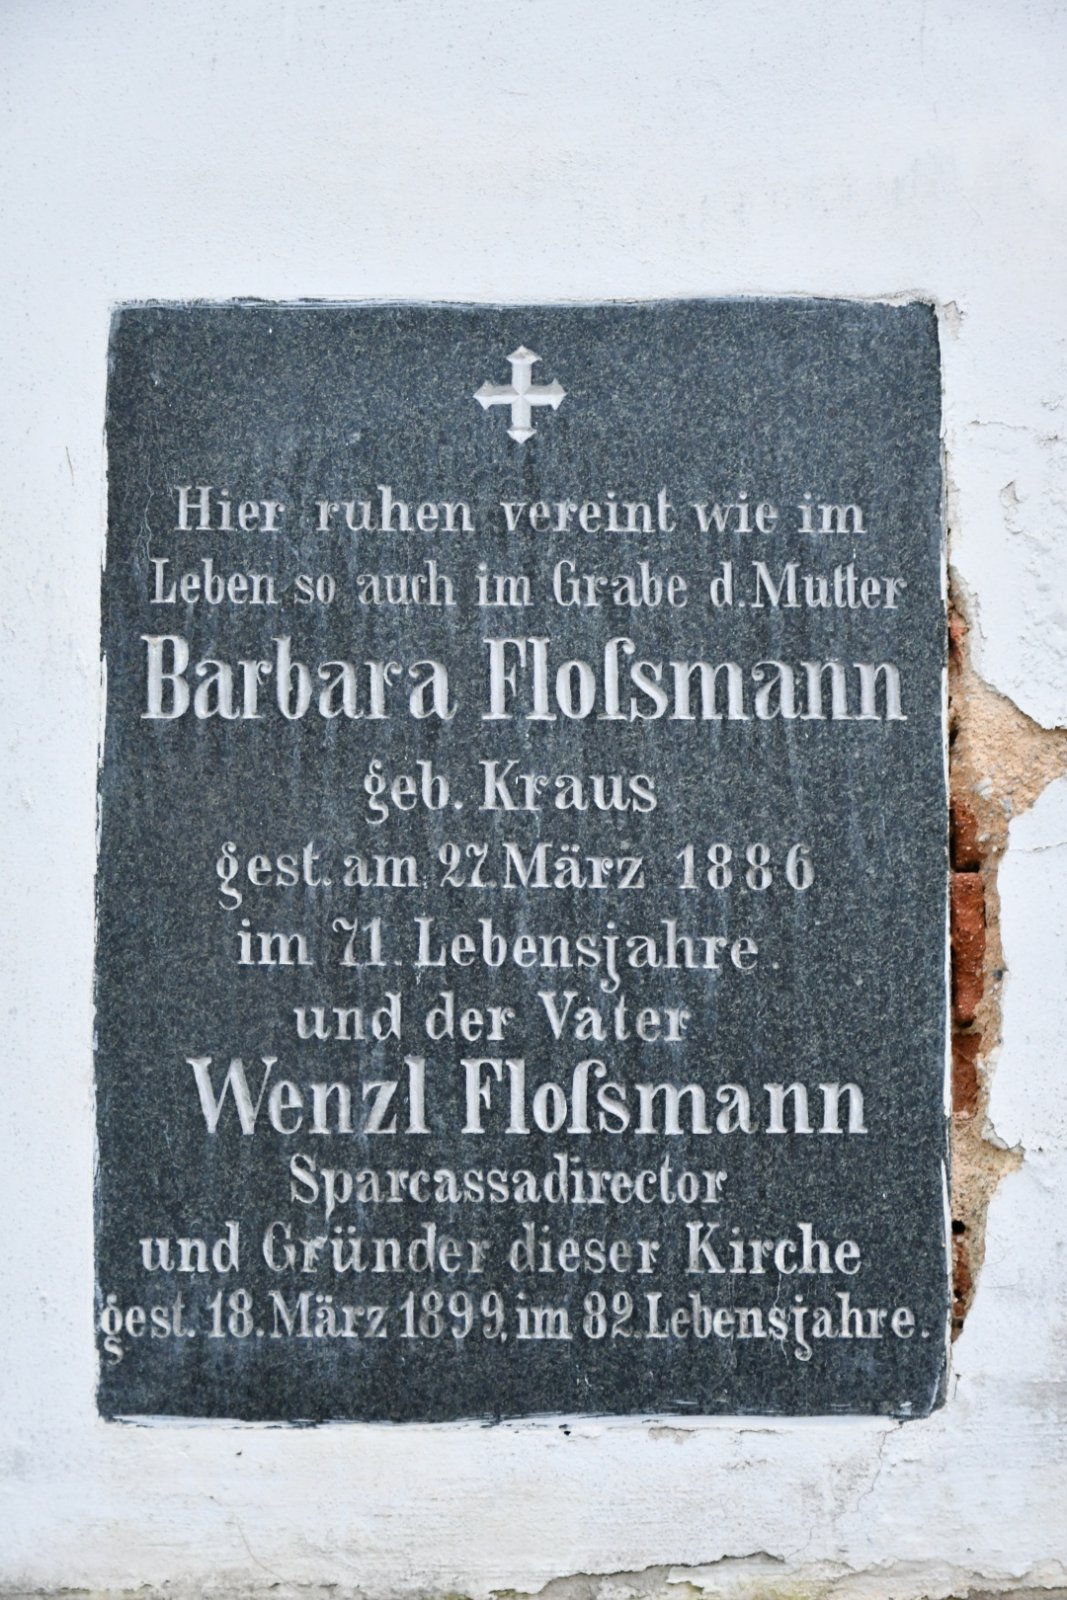 Hier ruhen vereint wie im
Leben so auch im Grabe d. Mutter
Barbara Floſsmann
geb. Kraus
gest. am 27. März 1886
im 71. Lebensjahre.
und der Vater
Wenzl Floſsmann
Sparcassadirector
und Gründer dieser Kirche
gest. 18. März 1899, im 82. Lebensjahre.